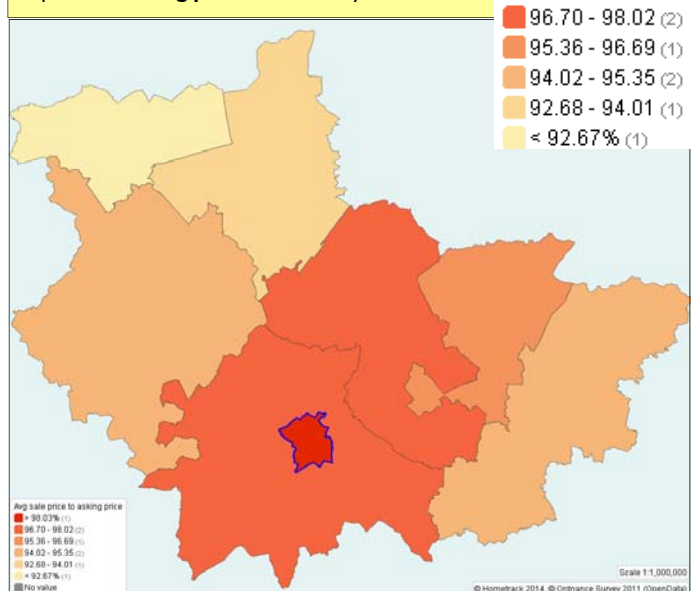 96.70 - 98.02 (2)
95.36 - 96.69 (1)
94.02 - 95.35 (2)
92.68 - 94.01 (1)
< 92.67% (1)
Avg sale price to asking price
> 98.03% (1)
96.70 - 98.02 (2)
95.36 - 96.69 (1)
94.02 - 95.35 (2)
92.68 - 94.01 (1)
< 92.67% (1)
No value
Scale 1:1,000,000
© Hometrack 2014, © Ordnance Survey 2011 (OpenData)